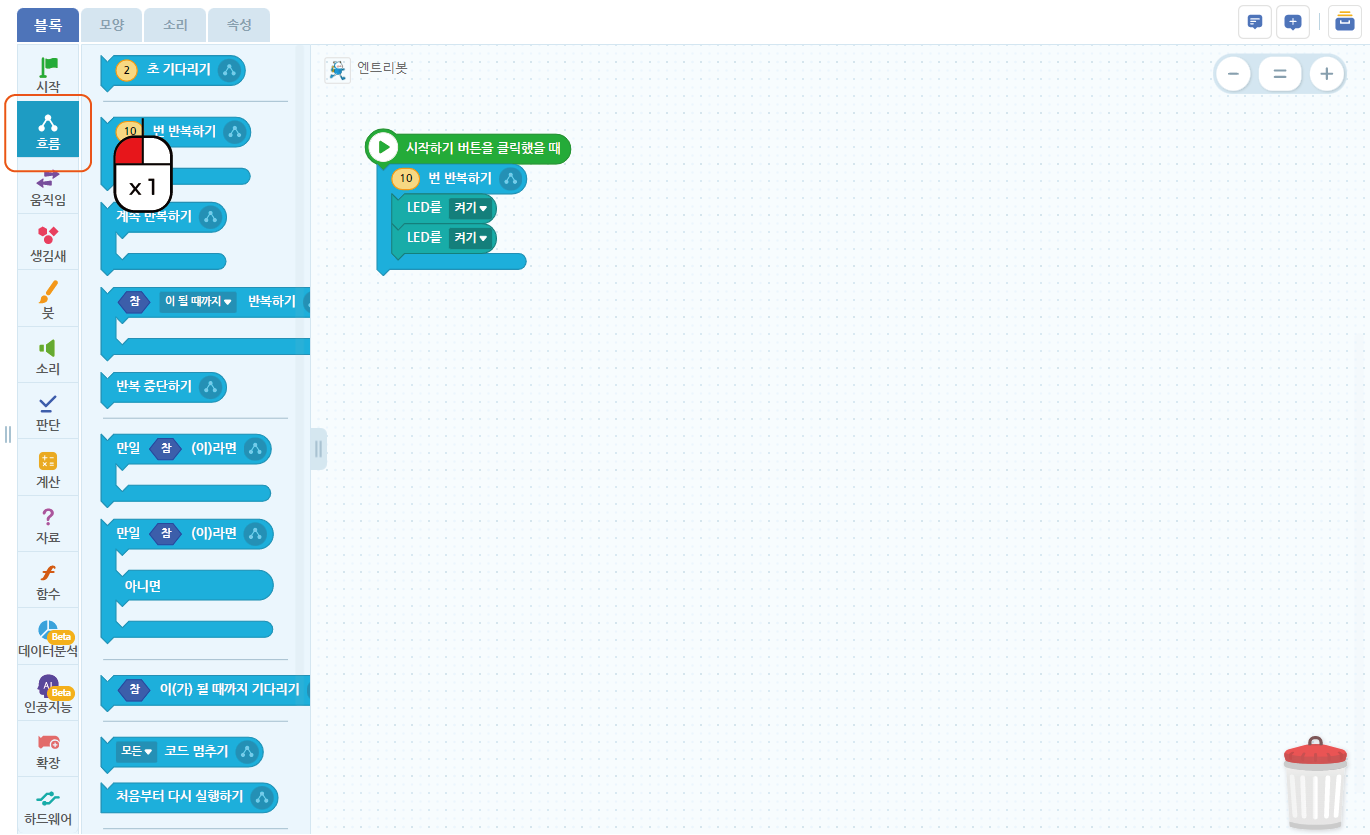 블록
모양
소리
속성
시작
흐름
움직임
생김새
붓
소리
판단
계산
자료
함수
Beta
데이터분석
AI
Beta
인공지능
확장
하드웨어
2 초 기다리기
10 번 반복하기
x 1
계속 반복하기
참 이 될 때까지 ▼ 반복하기
반복 중단하기
만일 참 (이)라면
만일 참 (이)라면
아니면
참 이(가) 될 때까지 기다리기
모든 ▼ 코드 멈추기
처음부터 다시 실행하기
엔트리봇
시작하기 버튼을 클릭했을 때
10 번 반복하기
LED를 켜기 ▼
LED를 켜기 ▼